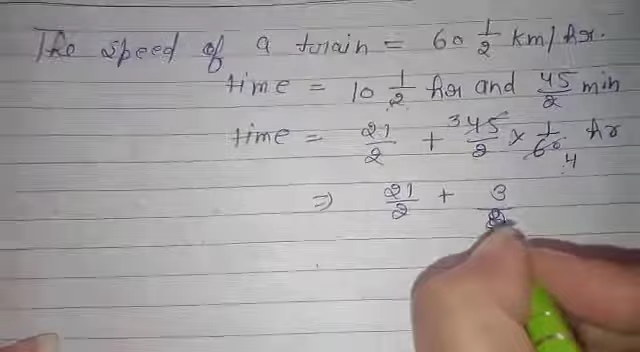 The speed of a train = 60 1/2 km/hr.
time = 10 1/2 hr and 45/2 min
time = 21/2 + 3 45/2 × 1/60 4 hr
⇒ 21/2 + 3/8